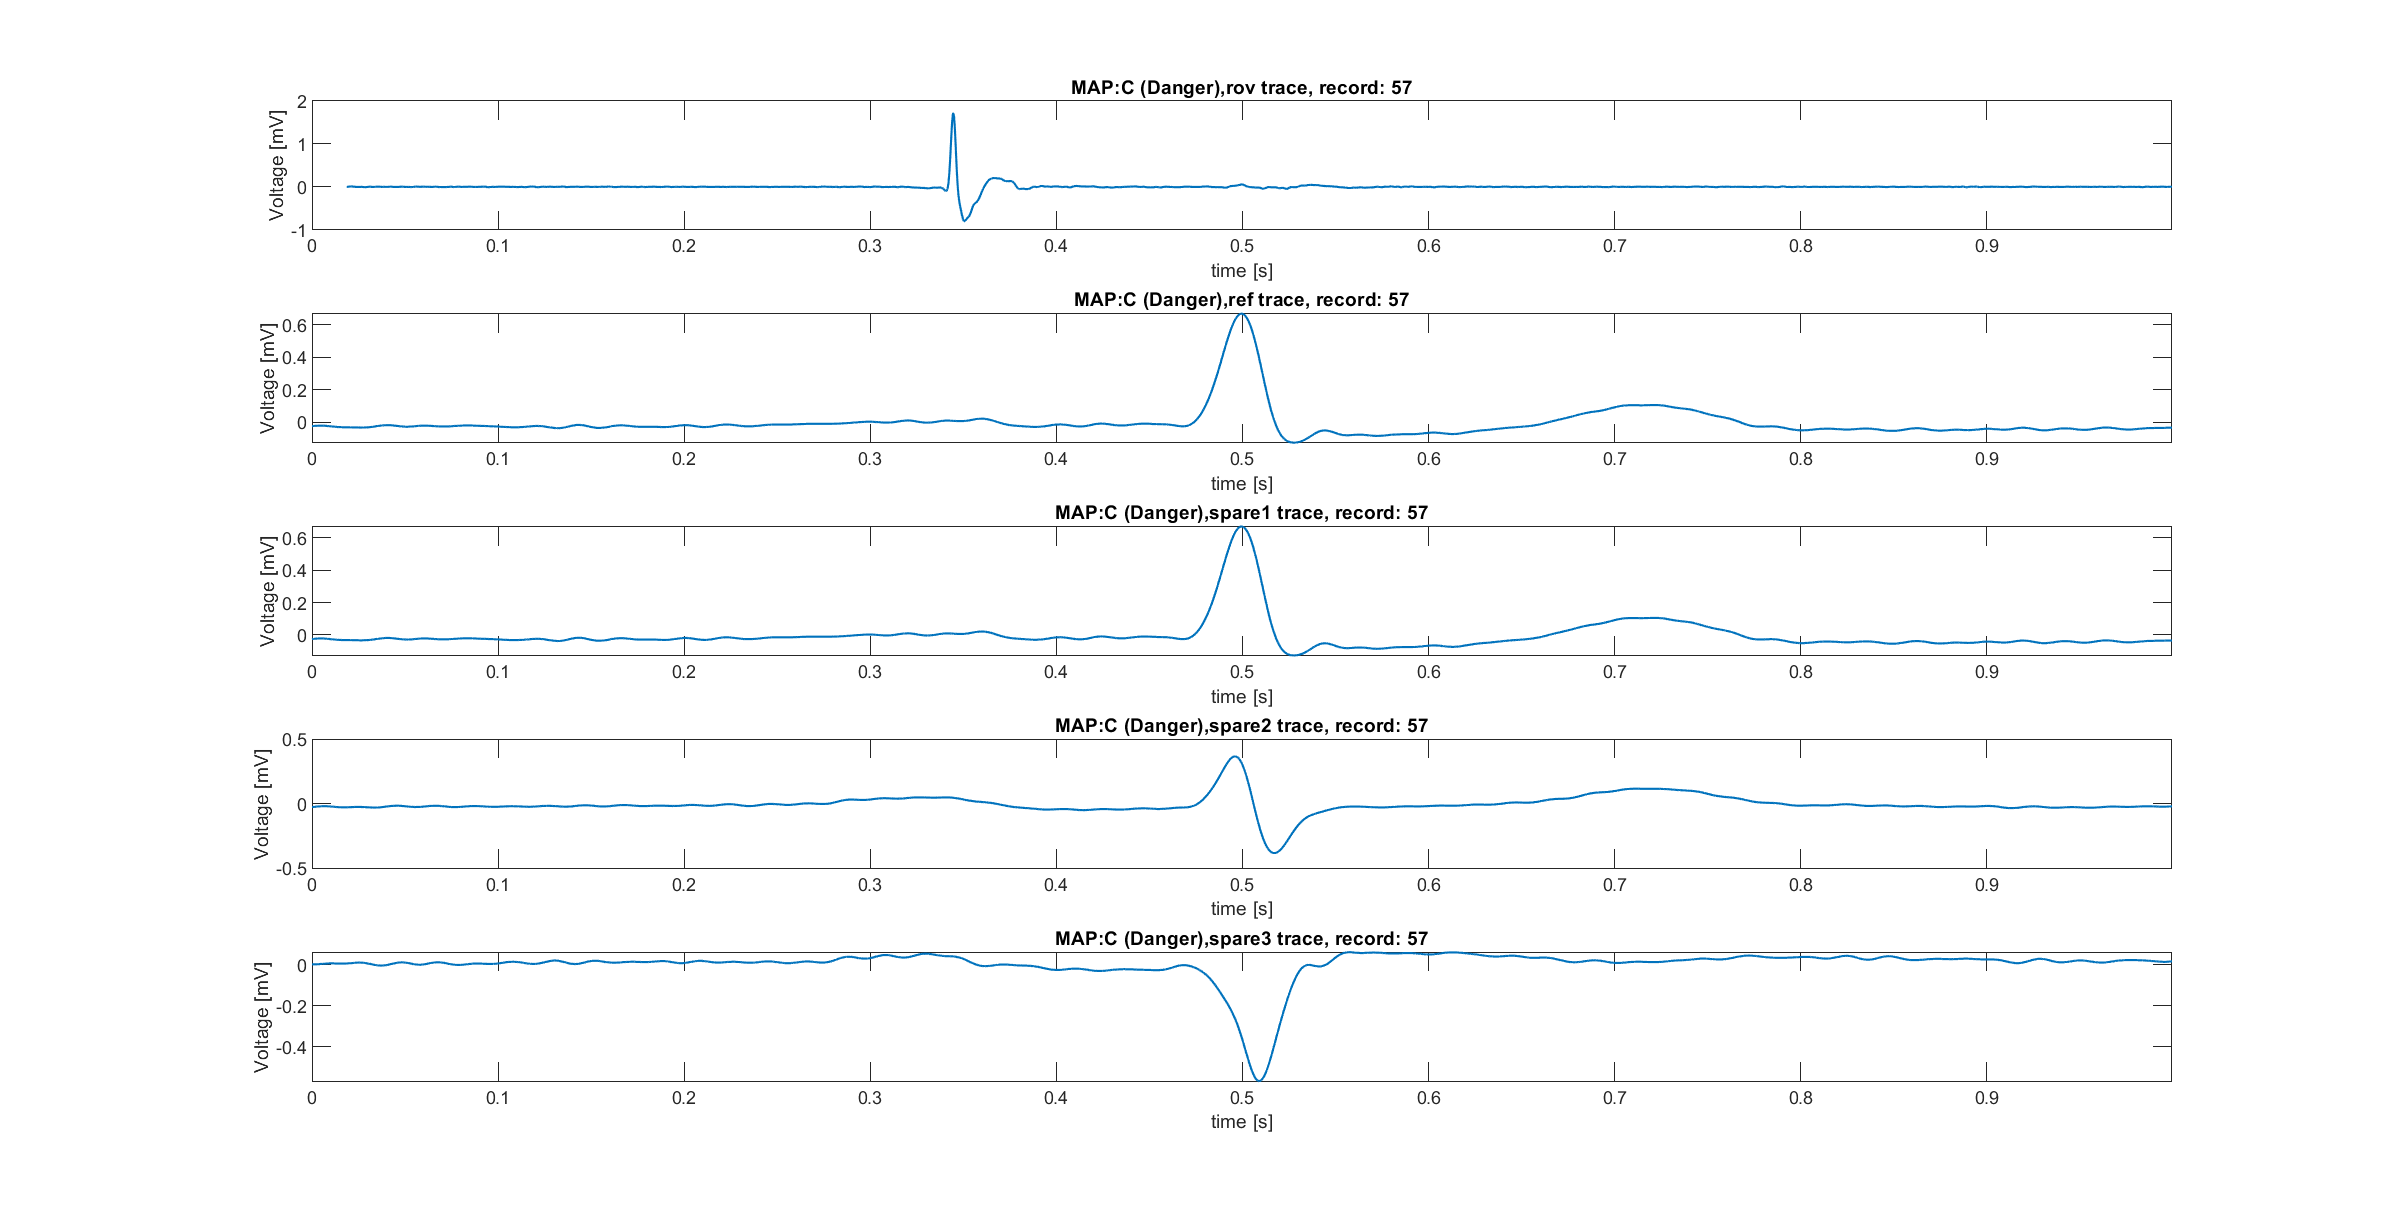 MAP:C (Danger),rov trace, record: 57
Voltage [mV]
2
1
0
-1
0 0.1 0.2 0.3 0.4 0.5 0.6 0.7 0.8 0.9
time [s]
MAP:C (Danger),ref trace, record: 57
Voltage [mV]
0.6
0.4
0.2
0
0 0.1 0.2 0.3 0.4 0.5 0.6 0.7 0.8 0.9
time [s]
MAP:C (Danger),spare1 trace, record: 57
Voltage [mV]
0.6
0.4
0.2
0
0 0.1 0.2 0.3 0.4 0.5 0.6 0.7 0.8 0.9
time [s]
MAP:C (Danger),spare2 trace, record: 57
Voltage [mV]
0.5
0
-0.5
0 0.1 0.2 0.3 0.4 0.5 0.6 0.7 0.8 0.9
time [s]
MAP:C (Danger),spare3 trace, record: 57
Voltage [mV]
0
-0.2
-0.4
0 0.1 0.2 0.3 0.4 0.5 0.6 0.7 0.8 0.9
time [s]